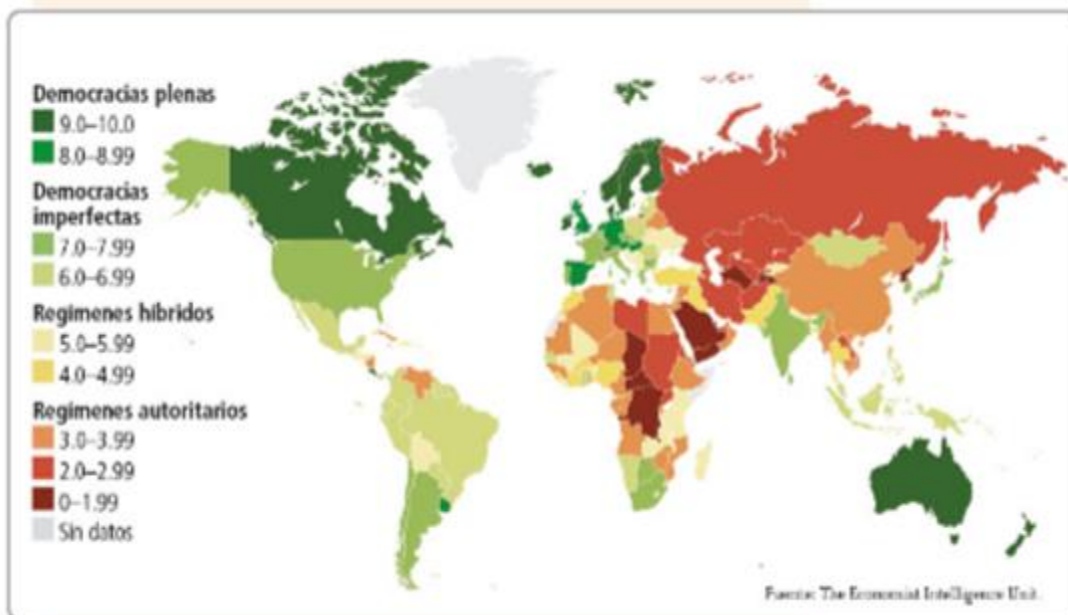 Democracias plenas
9.0–10.0
8.0–8.99
Democracias
imperfectas
7.0–7.99
6.0–6.99
Regímenes híbridos
5.0–5.99
4.0–4.99
Regímenes autoritarios
3.0–3.99
2.0–2.99
0–1.99
Sin datos
Fuente: The Economist Intelligence Unit.